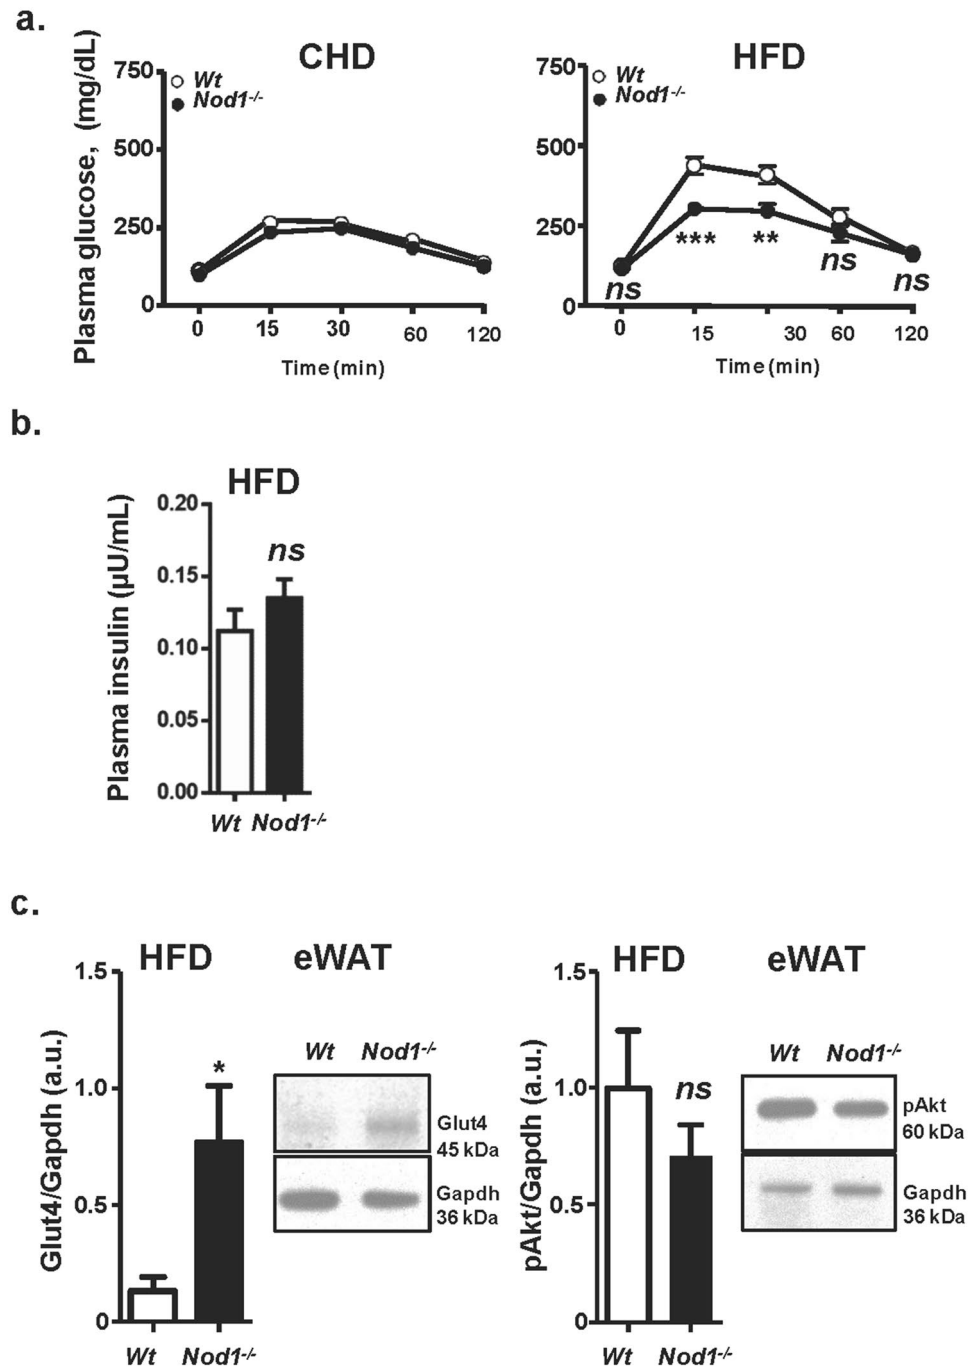 a.
CHD
HFD
Plasma glucose, (mg/dL)
750
500
250
0
Wt
Nod1-/-
0 15 30 60 120
Time (min)
750
500
250
0
Wt
Nod1-/-
*** **
ns ns ns
0 15 30 60 120
Time (min)
b.
HFD
Plasma insulin (µU/mL)
0.20
0.15
0.10
0.05
0.00
ns
Wt Nod1-/-
c.
HFD eWAT
Glut4/Gapdh (a.u.)
1.5
1.0
0.5
0
*
Wt Nod1-/-
Wt Nod1-/-
Glut4
45 kDa
Gapdh
36 kDa
HFD eWAT
pAkt/Gapdh (a.u.)
1.5
1.0
0.5
0
ns
Wt Nod1-/-
Wt Nod1-/-
pAkt
60 kDa
Gapdh
36 kDa